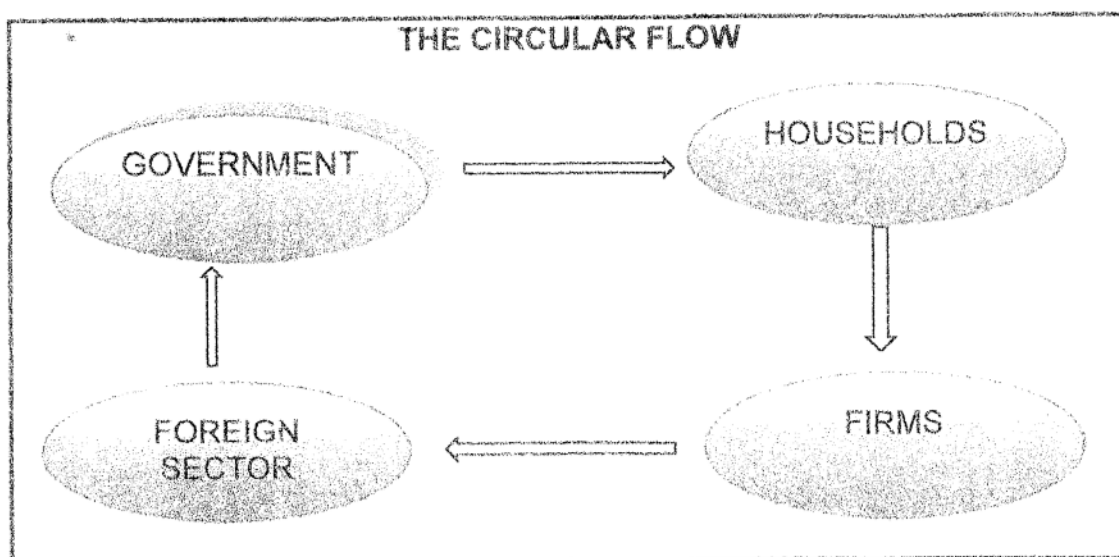 THE CIRCULAR FLOW
GOVERNMENT
HOUSEHOLDS
FOREIGN
SECTOR
FIRMS